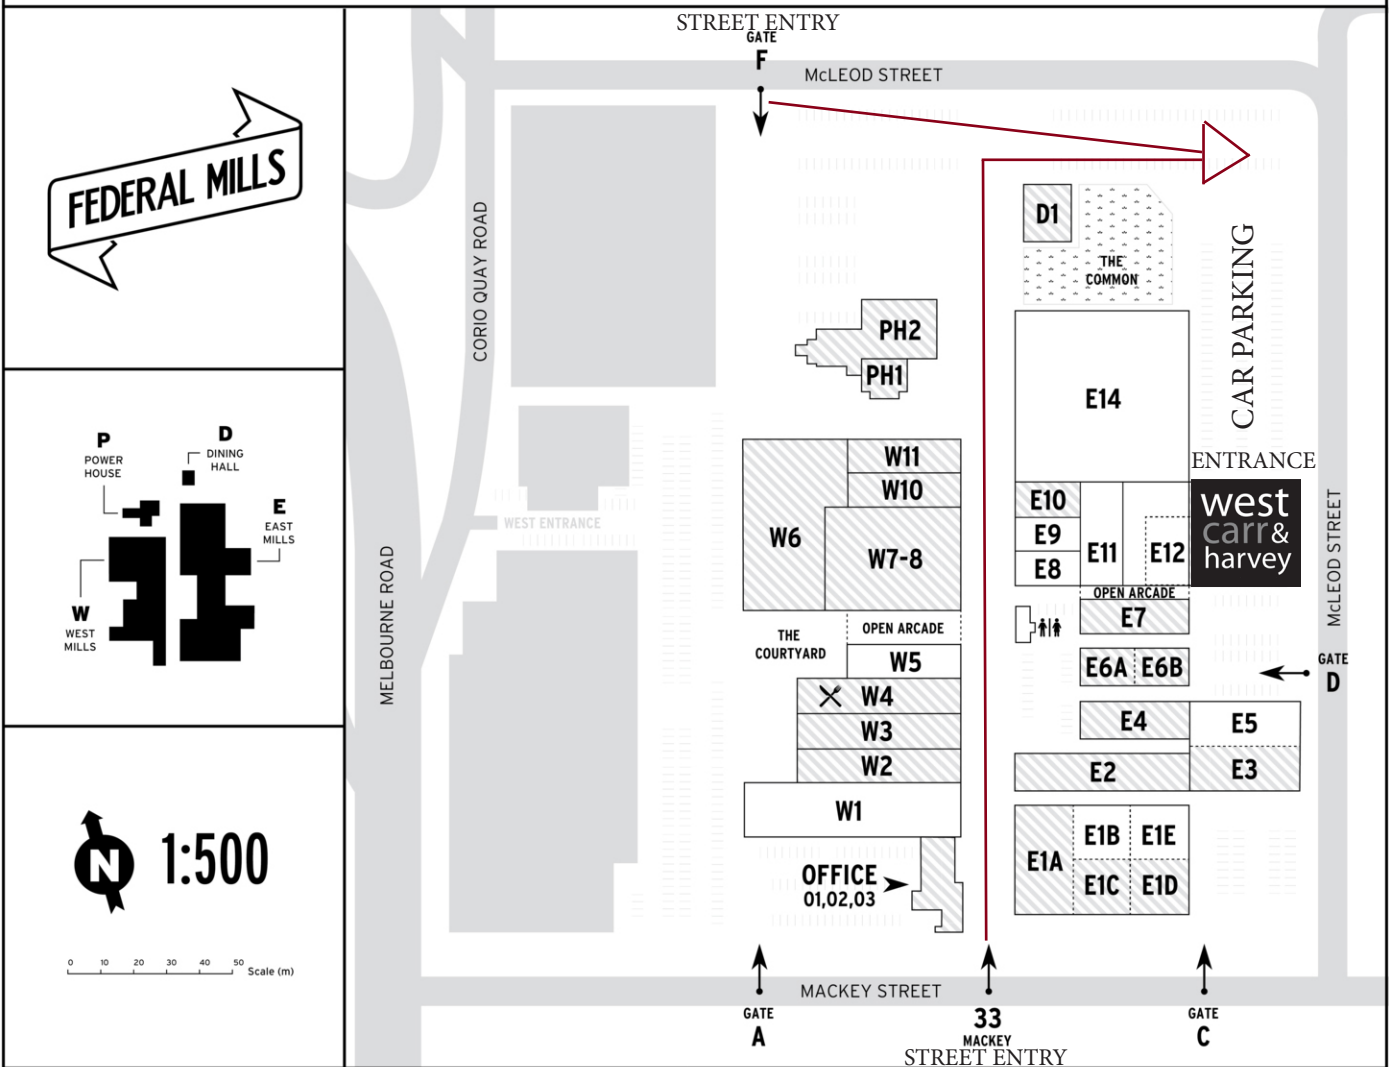 STREET ENTRY
GATE
F
McLEOD STREET
FEDERAL MILLS
CORIO QUAY ROAD
D1
THE
COMMON
CAR PARKING
PH2
PH1
E14
P
POWER
HOUSE
D
DINING
HALL
E
EAST
MILLS
W
WEST
MILLS
W11
W10
W6
W7-8
WEST ENTRANCE
ENTRANCE
west
carr&
harvey
E10
E9
E8
E11
E12
OPEN ARCADE
E7
McLEOD STREET
MELBOURNE ROAD
THE
COURTYARD
OPEN ARCADE
W5
W4
W3
W2
W1
E6A
E6B
GATE
D
E4
E5
E2
E3
E1A
E1B
E1E
E1C
E1D
OFFICE
01,02,03
N
1:500
0 10 20 30 40 50 Scale (m)
MACKEY STREET
GATE
A
33
MACKEY
STREET ENTRY
GATE
C